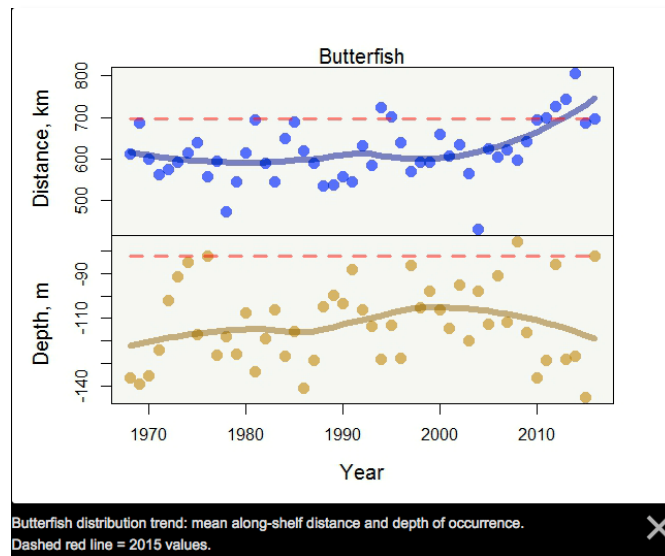 Butterfish
Distance, km
800
700
600
500
Depth, m
-90
-110
-140
1970
1980
1990
2000
2010
Year
Butterfish distribution trend: mean along-shelf distance and depth of occurrence.
Dashed red line = 2015 values.